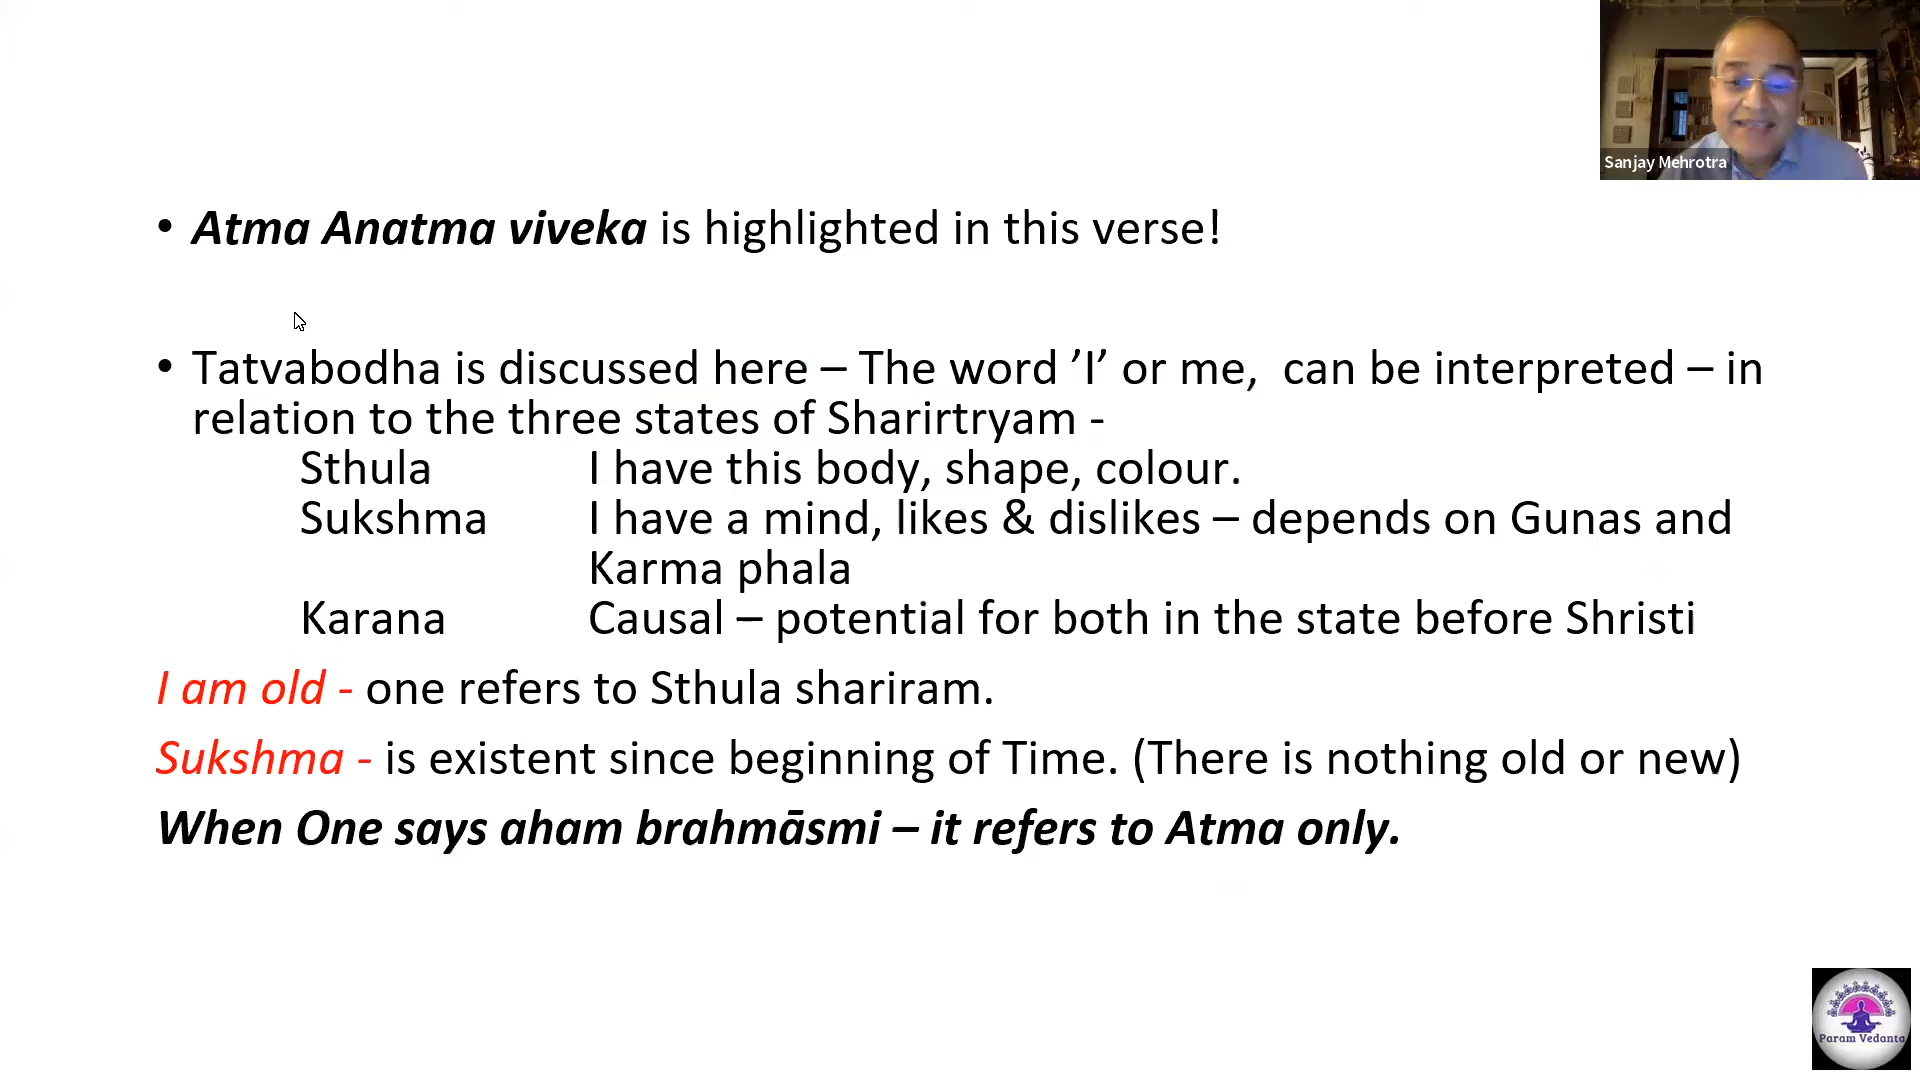 Sanjay Mehrotra
• Atma Anatma viveka is highlighted in this verse!
• Tatvabodha is discussed here – The word ’I’ or me,  can be interpreted – in
relation to the three states of Sharirtryam -
Sthula I have this body, shape, colour.
Sukshma I have a mind, likes & dislikes – depends on Gunas and
Karma phala
Karana Causal – potential for both in the state before Shristi
I am old - one refers to Sthula shariram.
Sukshma - is existent since beginning of Time. (There is nothing old or new)
When One says aham brahmāsmi – it refers to Atma only.
Param Vedanta